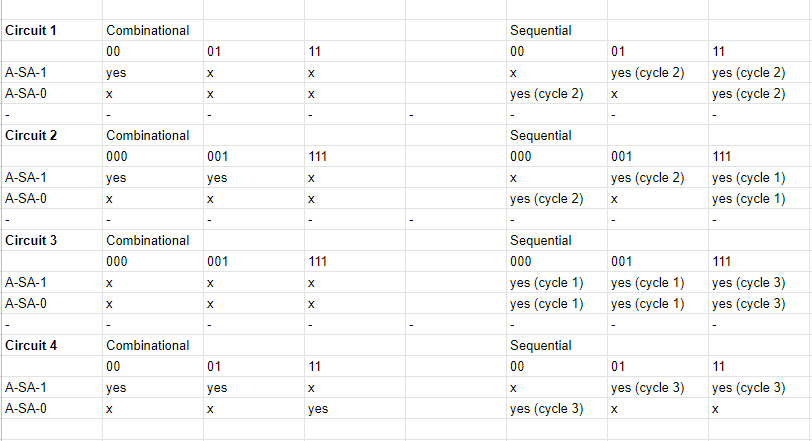 Circuit 1 Combinational Sequential
00 01 11 00 01 11
A-SA-1 yes x x x yes (cycle 2) yes (cycle 2)
A-SA-0 x x x yes (cycle 2) x yes (cycle 2)
- - - - - - - -
Circuit 2 Combinational Sequential
000 001 111 000 001 111
A-SA-1 yes yes x x yes (cycle 2) yes (cycle 1)
A-SA-0 x x x yes (cycle 2) x yes (cycle 1)
- - - - - - - -
Circuit 3 Combinational Sequential
000 001 111 000 001 111
A-SA-1 x x x yes (cycle 1) yes (cycle 1) yes (cycle 3)
A-SA-0 x x x yes (cycle 1) yes (cycle 1) yes (cycle 3)
- - - - - - - -
Circuit 4 Combinational Sequential
00 01 11 00 01 11
A-SA-1 yes yes x x yes (cycle 3) yes (cycle 3)
A-SA-0 x x yes yes (cycle 3) x x